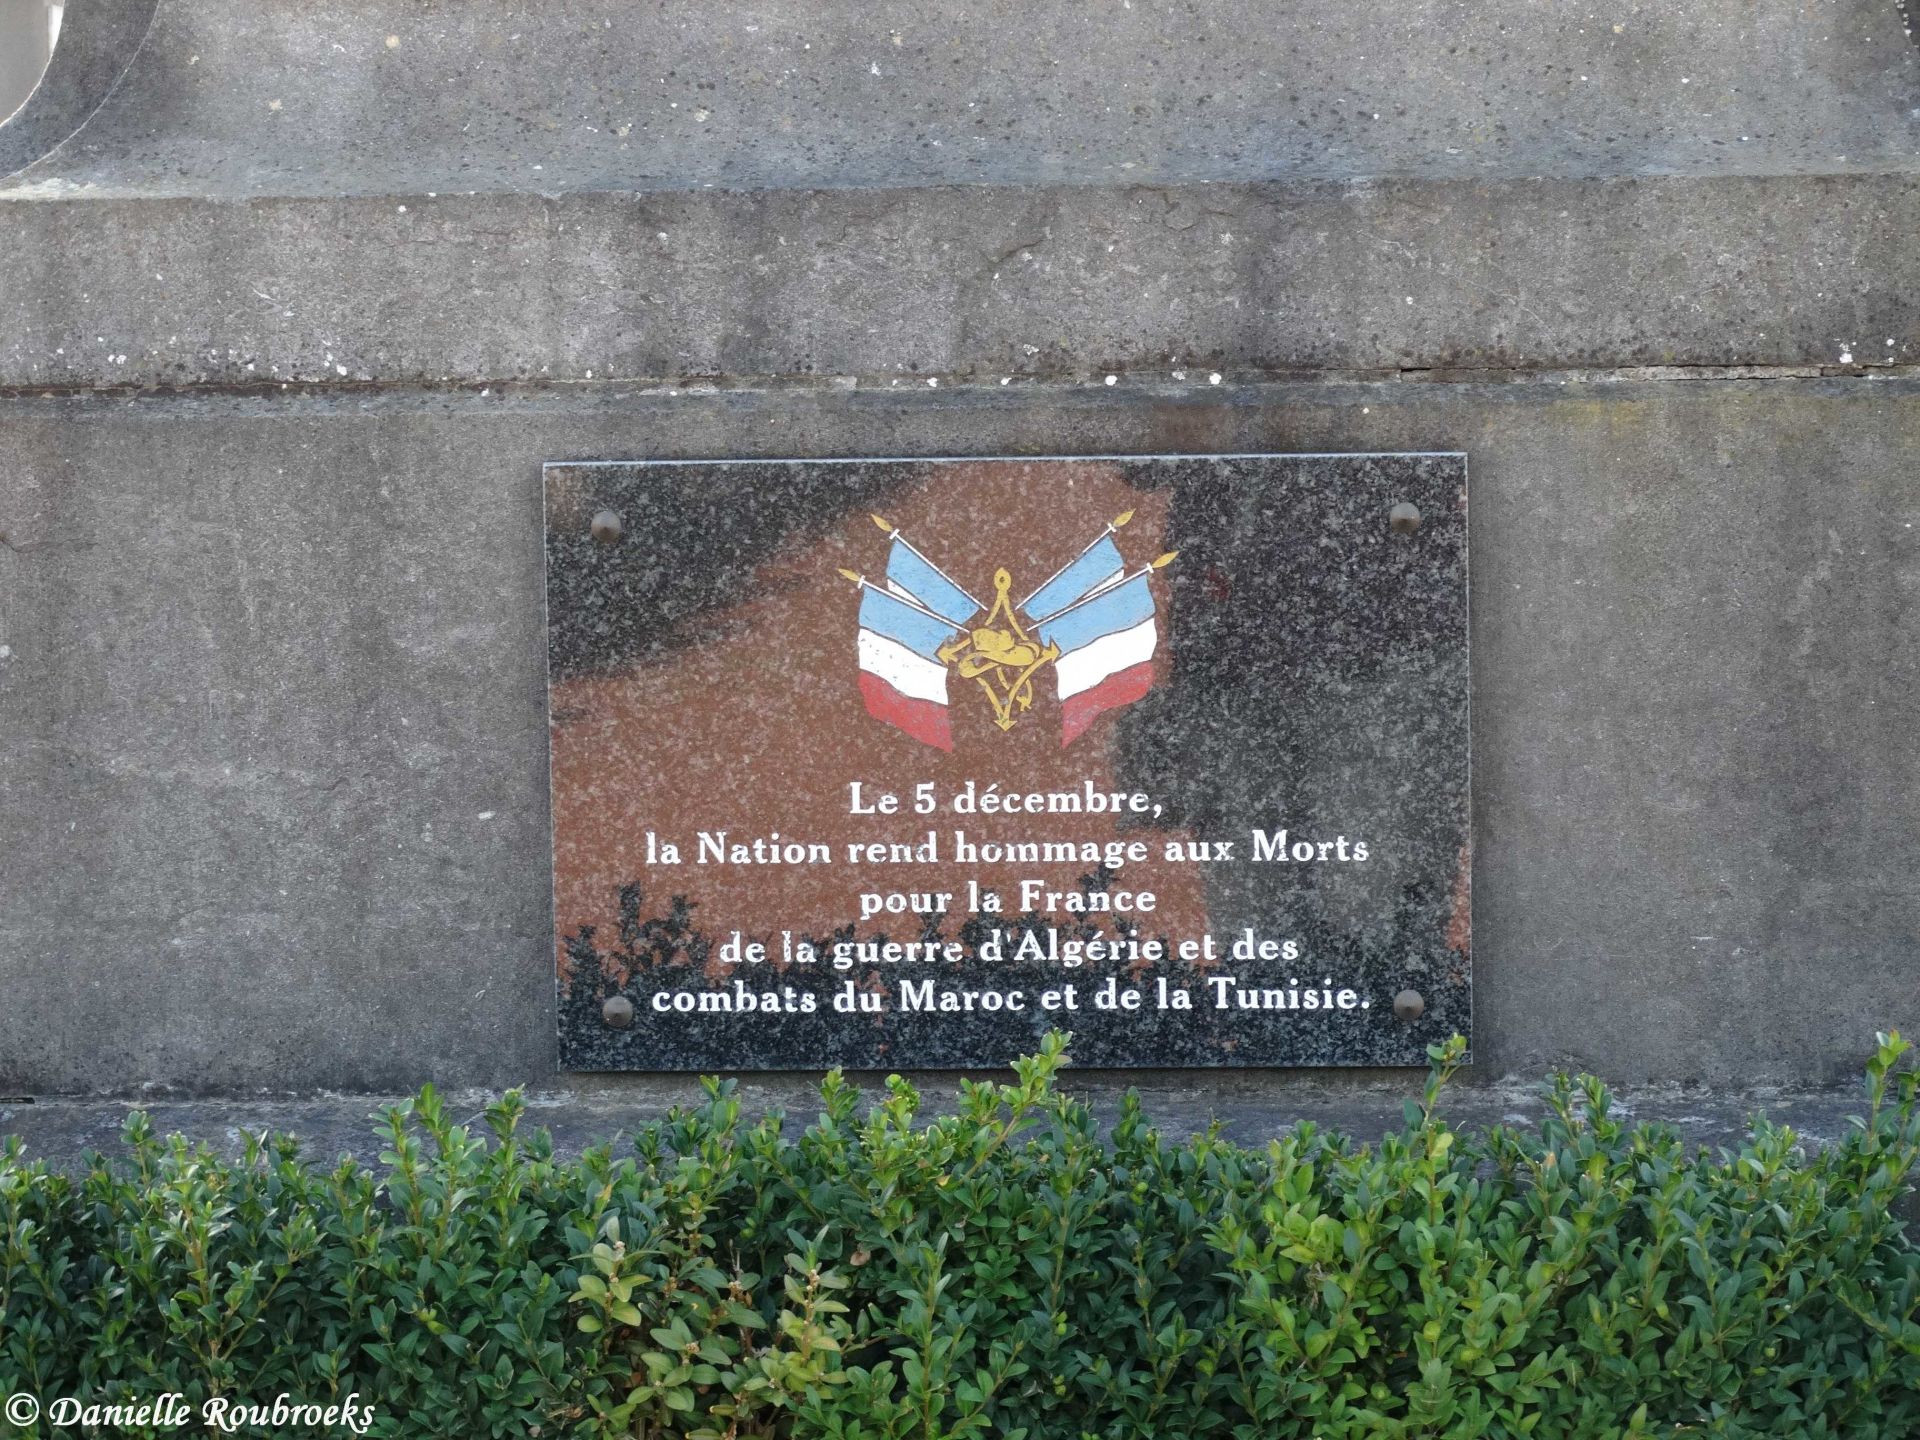 Le 5 décembre,
la Nation rend hommage aux Morts
pour la France
de la guerre d'Algérie et des
combats du Maroc et de la Tunisie.
© Danielle Roubroeks